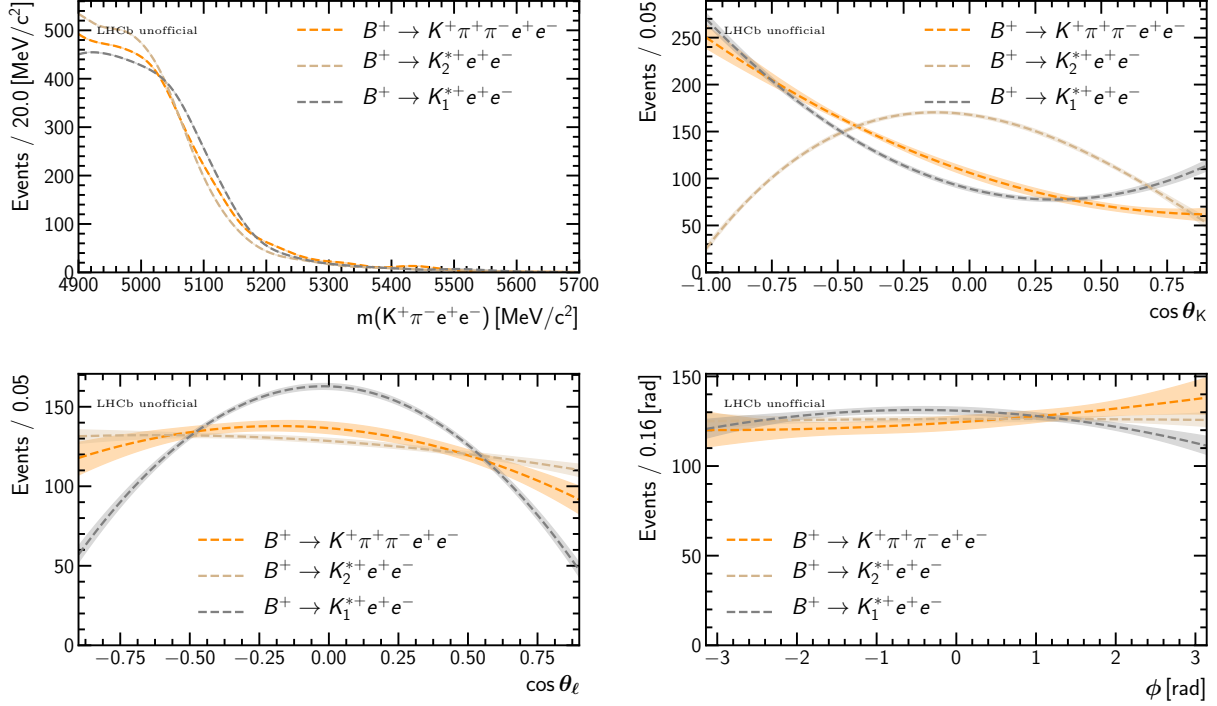 Events / 20.0 [MeV/c²]
LHCb unofficial
B⁺ → K⁺π⁺π⁻e⁺e⁻
B⁺ → K₂*⁺e⁺e⁻
B⁺ → K₁*⁺e⁺e⁻
500
400
300
200
100
0
4900 5000 5100 5200 5300 5400 5500 5600 5700
m(K⁺π⁻e⁺e⁻) [MeV/c²]
Events / 0.05
LHCb unofficial
B⁺ → K⁺π⁺π⁻e⁺e⁻
B⁺ → K₂*⁺e⁺e⁻
B⁺ → K₁*⁺e⁺e⁻
250
200
150
100
50
0
−1.00 −0.75 −0.50 −0.25 0.00 0.25 0.50 0.75
cos θ_K
Events / 0.05
LHCb unofficial
150
100
50
0
B⁺ → K⁺π⁺π⁻e⁺e⁻
B⁺ → K₂*⁺e⁺e⁻
B⁺ → K₁*⁺e⁺e⁻
−0.75 −0.50 −0.25 0.00 0.25 0.50 0.75
cos θ_ℓ
Events / 0.16 [rad]
LHCb unofficial
150
100
50
0
B⁺ → K⁺π⁺π⁻e⁺e⁻
B⁺ → K₂*⁺e⁺e⁻
B⁺ → K₁*⁺e⁺e⁻
−3 −2 −1 0 1 2 3
ϕ [rad]